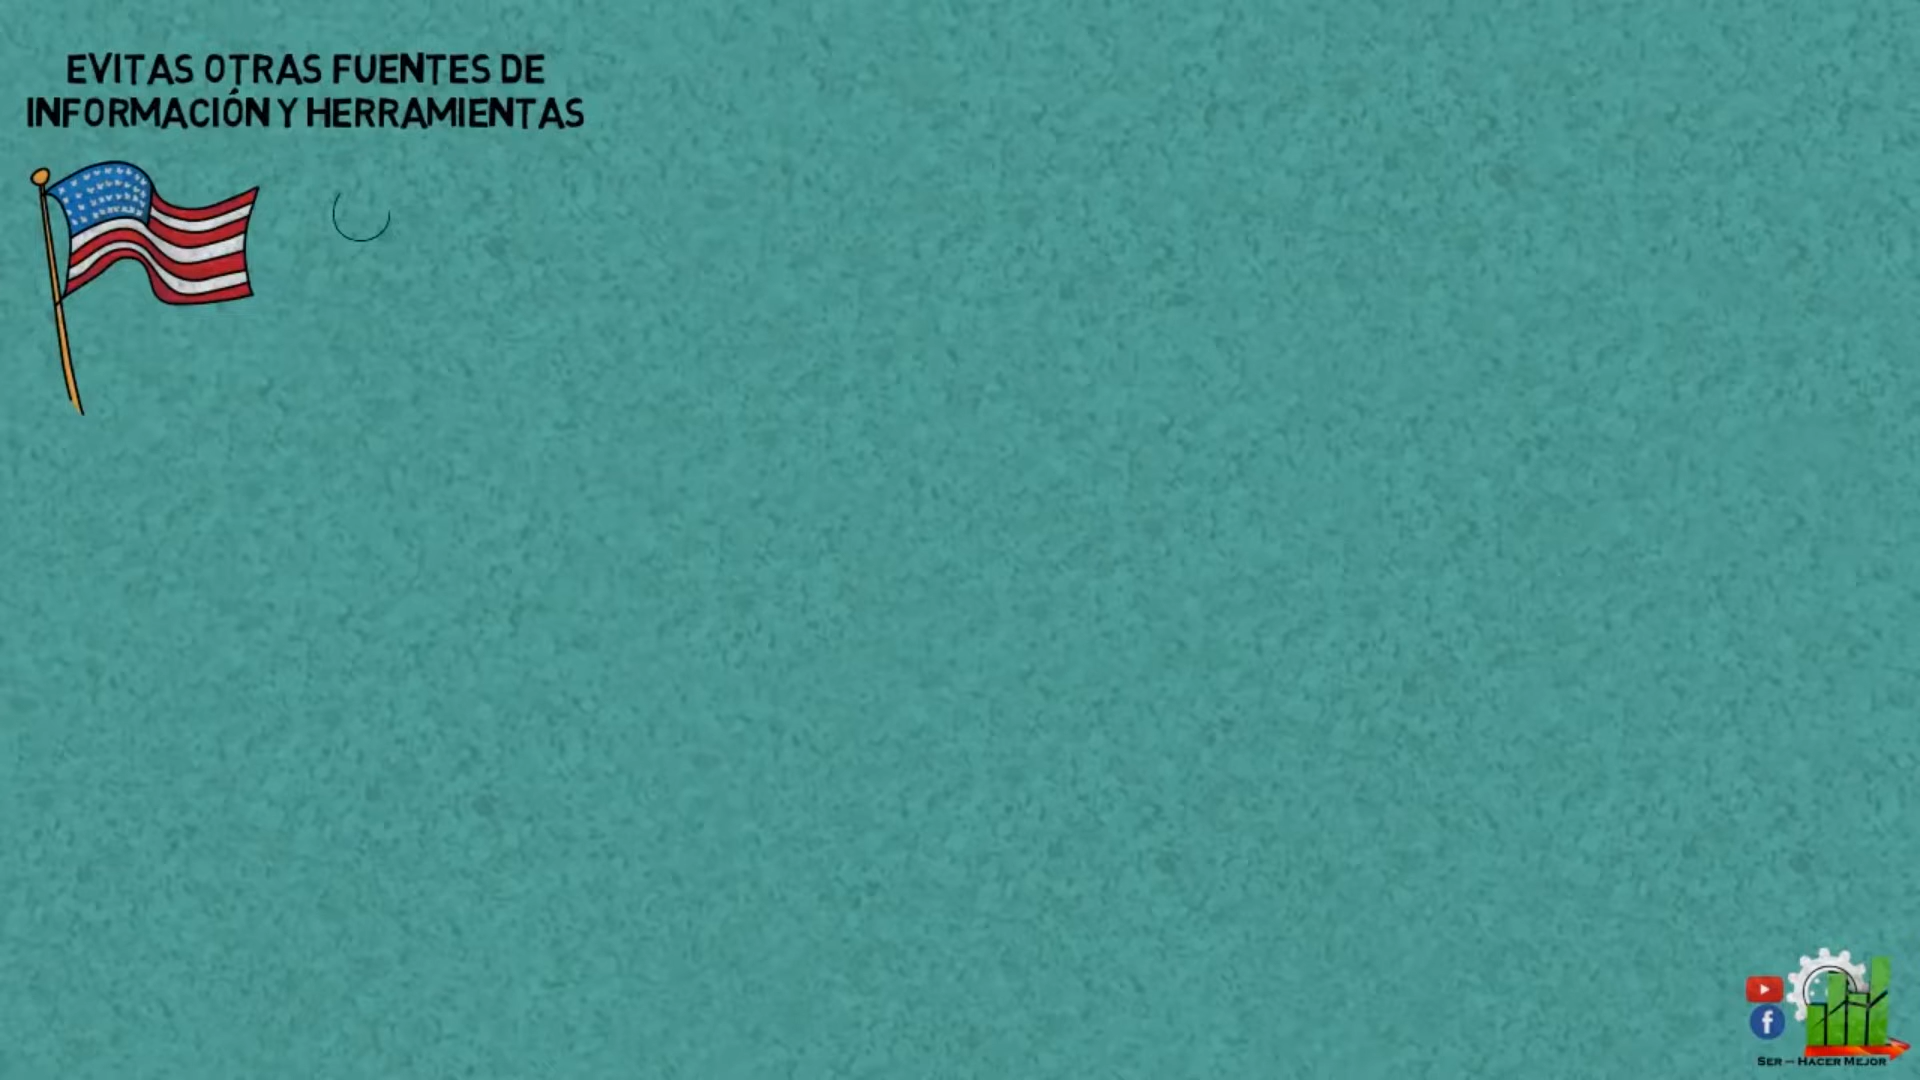 EVITAS OTRAS FUENTES DE
INFORMACIÓN Y HERRAMIENTAS
SER – HACER MEJOR